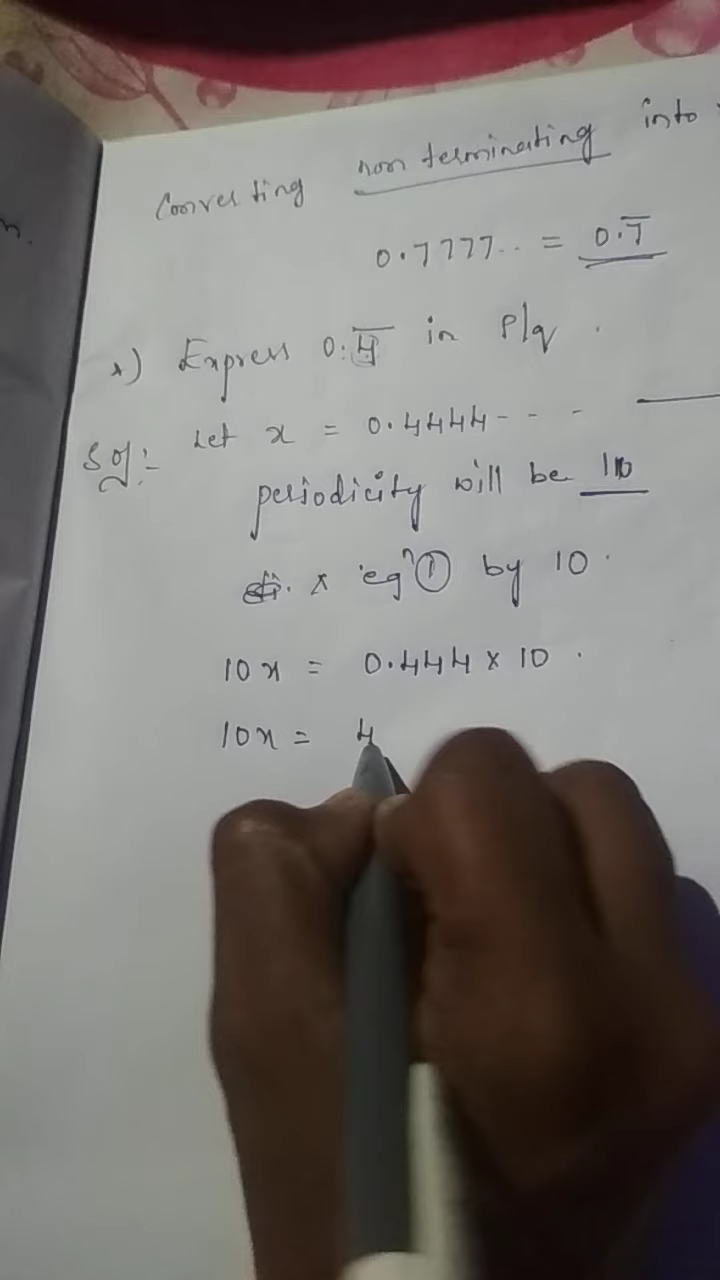 Converting non terminating into
0.7777.. = 0.7̅
*) Express 0.4̅ in P/q .
Sol:- Let x = 0.4444 - - -
periodicity will be 10
x eqⁿ ① by 10 .
10x = 0.444 x 10 .
10x = 4